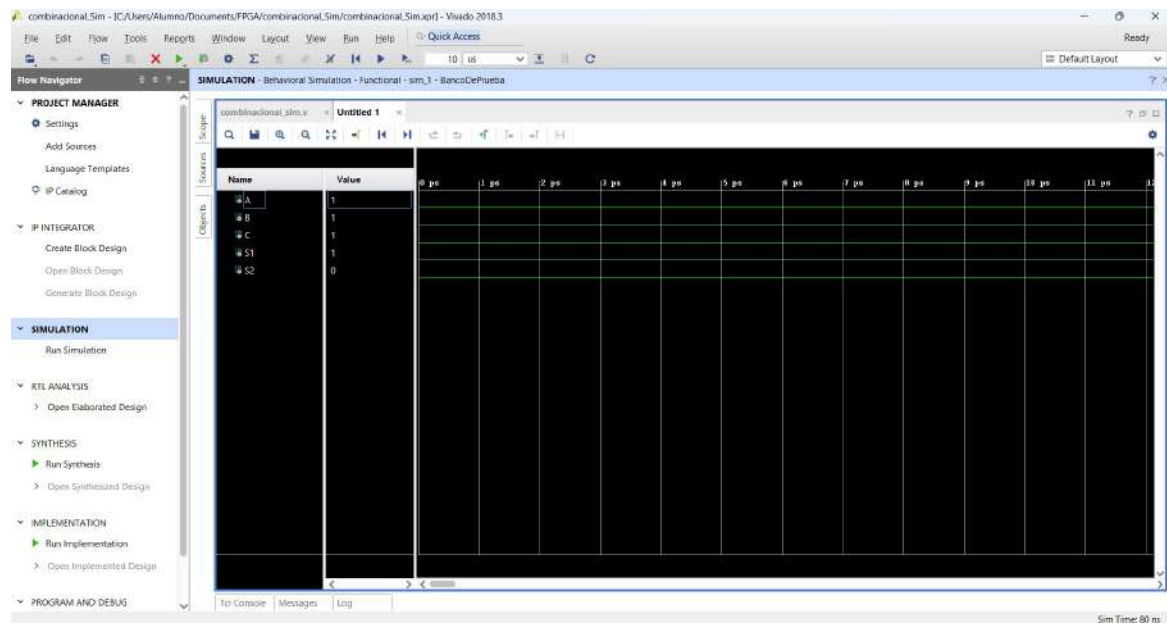 combinacional_Sim - [C:/Users/Alumno/Documents/FPGA/combinacional_Sim/combinacional_Sim.xpr] - Vivado 2018.3
File Edit Flow Tools Reports Window Layout View Run Help Quick Access
Ready
10 us
Default Layout
Flow Navigator
SIMULATION - Behavioral Simulation - Functional - sim_1 - BancoDePrueba
PROJECT MANAGER
Settings
Add Sources
Language Templates
IP Catalog
IP INTEGRATOR
Create Block Design
Open Block Design
Generate Block Design
SIMULATION
Run Simulation
RTL ANALYSIS
Open Elaborated Design
SYNTHESIS
Run Synthesis
Open Synthesized Design
IMPLEMENTATION
Run Implementation
Open Implemented Design
PROGRAM AND DEBUG
Scope
Sources
Objects
combinacional_sim.v
Untitled 1
Name Value
0 ps 1 ps 2 ps 3 ps 4 ps 5 ps 6 ps 7 ps 8 ps 9 ps 10 ps 11 ps
A 1
B 1
C 1
S1 1
S2 0
Tcl Console Messages Log
Sim Time: 80 ns